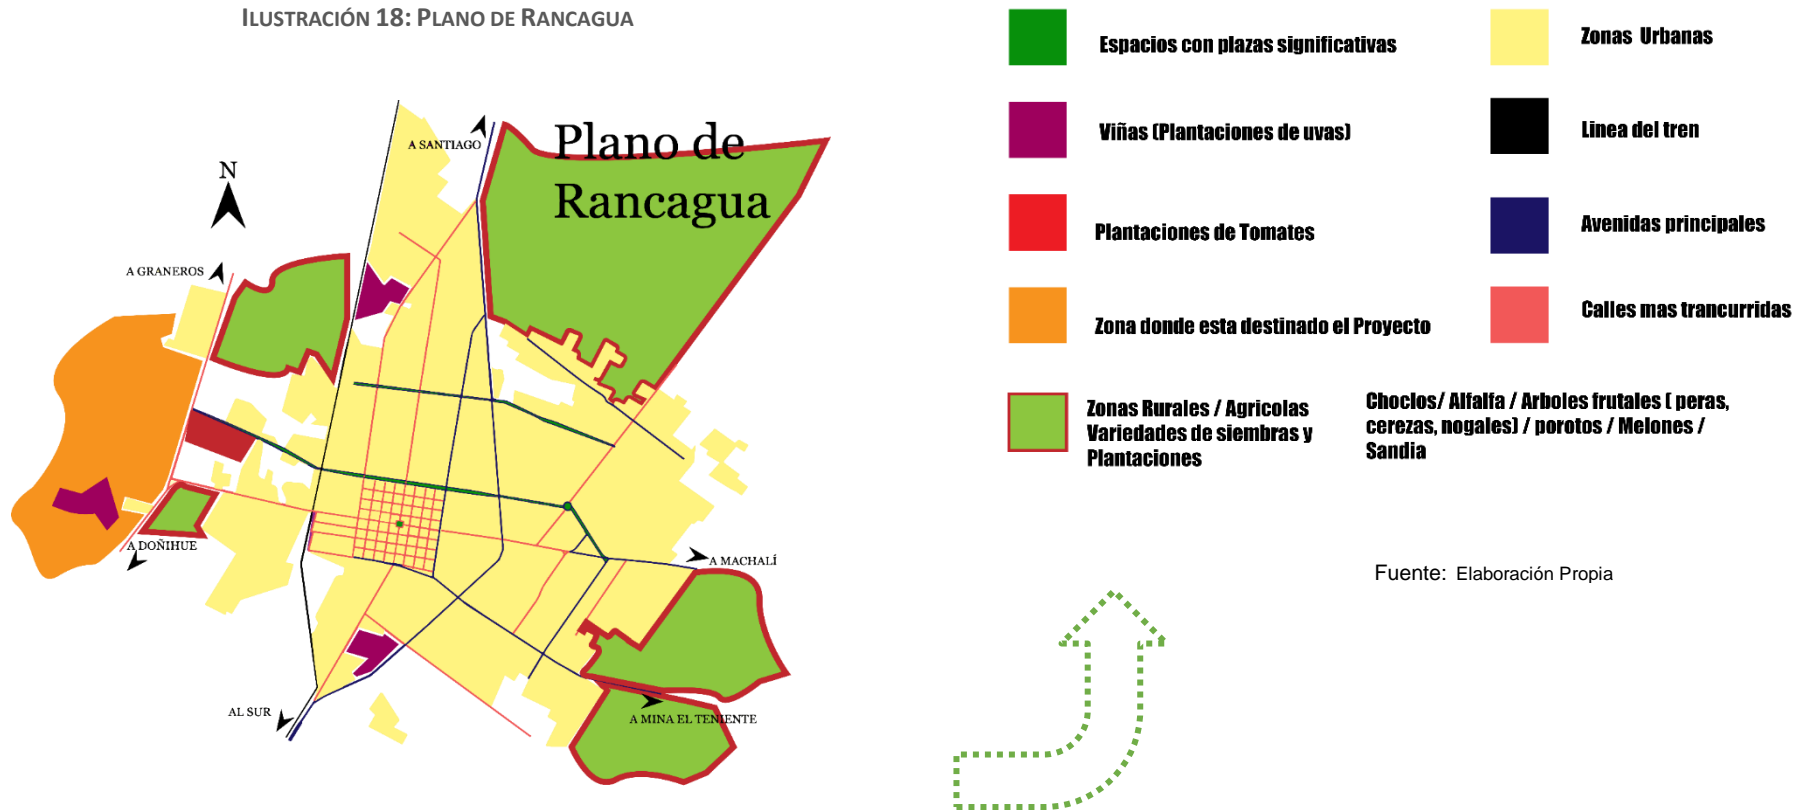 ILUSTRACIÓN 18: PLANO DE RANCAGUA
Plano de
Rancagua
N
A SANTIAGO
A GRANEROS
A DOÑIHUE
A MACHALÍ
AL SUR
A MINA EL TENIENTE
Espacios con plazas significativas
Viñas (Plantaciones de uvas)
Plantaciones de Tomates
Zona donde esta destinado el Proyecto
Zonas Rurales / Agricolas
Variedades de siembras y
Plantaciones
Zonas Urbanas
Linea del tren
Avenidas principales
Calles mas trancurridas
Choclos/ Alfalfa / Arboles frutales ( peras,
cerezas, nogales) / porotos / Melones /
Sandia
Fuente: Elaboración Propia